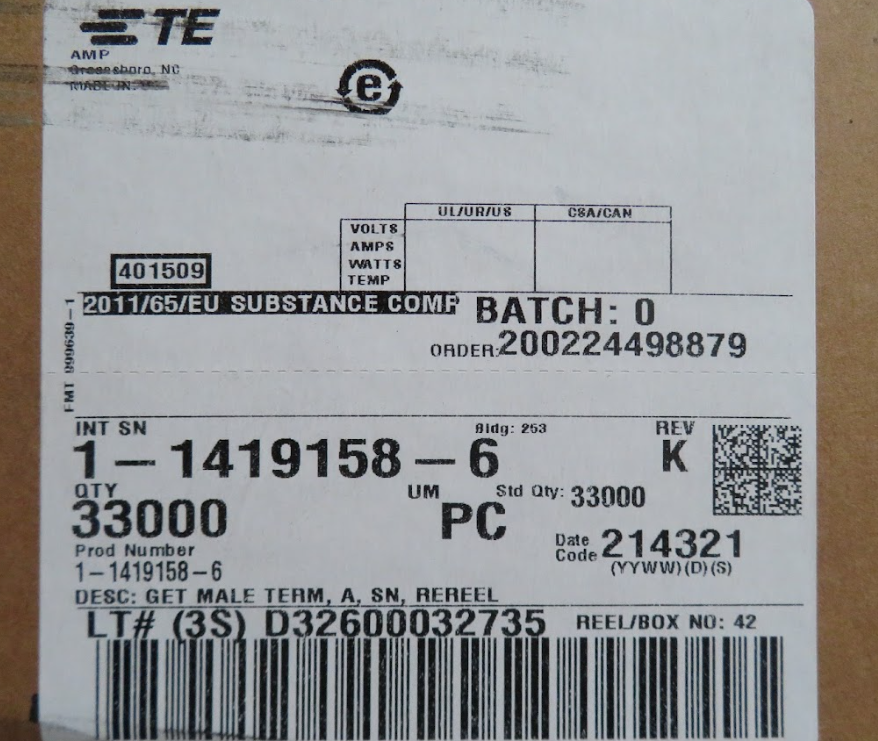 TE
AMP
Greensboro, NC
MADE IN
e
UL/UR/US CSA/CAN
VOLTS
AMPS
WATTS
TEMP
401509
2011/65/EU SUBSTANCE COMP
BATCH: 0
ORDER:200224498879
FMT 999639-1
INT SN
Bldg: 253
REV
1-1419158-6
K
QTY
UM
Std Qty: 33000
33000
PC
Prod Number
Date Code 214321
1-1419158-6
(YYWW)(D)(S)
DESC: GET MALE TERM, A, SN, REREEL
LT# (3S) D32600032735 REEL/BOX NO: 42